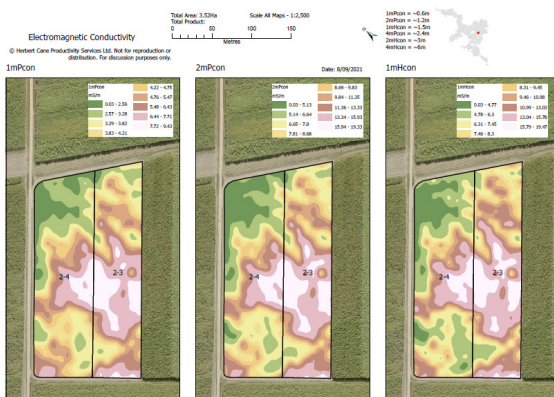 Electromagnetic Conductivity
© Herbert Cane Productivity Services Ltd. Not for reproduction or
distribution. For discussion purposes only.
Total Area: 3.52Ha
Total Product:
Scale All Maps - 1:2,500
0 50 100 150
Metres
1mPcon = ~0.6m
2mPcon = ~1.2m
1mHcon = ~1.5m
4mPcon = ~2.4m
2mHcon = ~3m
4mHcon = ~6m
1mPcon
2mPcon
Date: 8/09/2021
1mHcon
1mPcon
mS/m
0.03 - 2.56
2.57 - 3.28
3.29 - 3.82
3.83 - 4.21
4.22 - 4.75
4.76 - 5.47
5.48 - 6.43
6.44 - 7.71
7.72 - 9.43
2-4
2-3
2mPcon
mS/m
0.03 - 5.13
5.14 - 6.64
6.65 - 7.8
7.81 - 8.68
8.69 - 9.83
9.84 - 11.35
11.36 - 13.33
13.34 - 15.93
15.94 - 19.33
2-4
2-3
1mHcon
mS/m
0.03 - 4.77
4.78 - 6.3
6.31 - 7.45
7.46 - 8.3
8.31 - 9.45
9.46 - 10.98
10.99 - 13.03
13.04 - 15.78
15.79 - 19.47
2-4
2-3